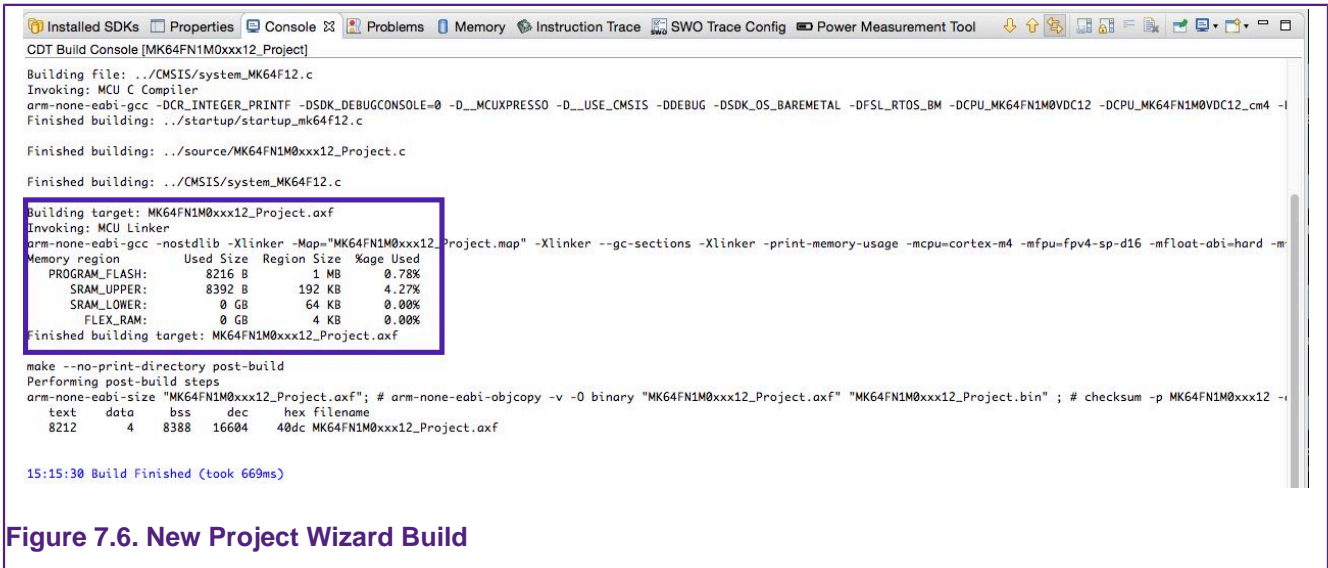 Installed SDKs Properties Console Problems Memory Instruction Trace SWO Trace Config Power Measurement Tool
CDT Build Console [MK64FN1M0xxx12_Project]
Building file: ../CMSIS/system_MK64F12.c
Invoking: MCU C Compiler
arm-none-eabi-gcc -DCR_INTEGER_PRINTF -DSDK_DEBUGCONSOLE=0 -D__MCUXPRESSO -D__USE_CMSIS -DDEBUG -DSDK_OS_BAREMETAL -DFSL_RTOS_BM -DCPU_MK64FN1M0VDC12 -DCPU_MK64FN1M0VDC12_cm4
Finished building: ../startup/startup_mk64f12.c
Finished building: ../source/MK64FN1M0xxx12_Project.c
Finished building: ../CMSIS/system_MK64F12.c
Building target: MK64FN1M0xxx12_Project.axf
Invoking: MCU Linker
arm-none-eabi-gcc -nostdlib -Xlinker -Map="MK64FN1M0xxx12_Project.map" -Xlinker --gc-sections -Xlinker -print-memory-usage -mcpu=cortex-m4 -mfpu=fpv4-sp-d16 -mfloat-abi=hard -m
Memory region Used Size Region Size %age Used
PROGRAM_FLASH: 8216 B 1 MB 0.78%
SRAM_UPPER: 8392 B 192 KB 4.27%
SRAM_LOWER: 0 GB 64 KB 0.00%
FLEX_RAM: 0 GB 4 KB 0.00%
Finished building target: MK64FN1M0xxx12_Project.axf
make --no-print-directory post-build
Performing post-build steps
arm-none-eabi-size "MK64FN1M0xxx12_Project.axf"; # arm-none-eabi-objcopy -v -O binary "MK64FN1M0xxx12_Project.axf" "MK64FN1M0xxx12_Project.bin" ; # checksum -p MK64FN1M0xxx12
text data bss dec hex filename
8212 4 8388 16604 40dc MK64FN1M0xxx12_Project.axf
15:15:30 Build Finished (took 669ms)
Figure 7.6. New Project Wizard Build